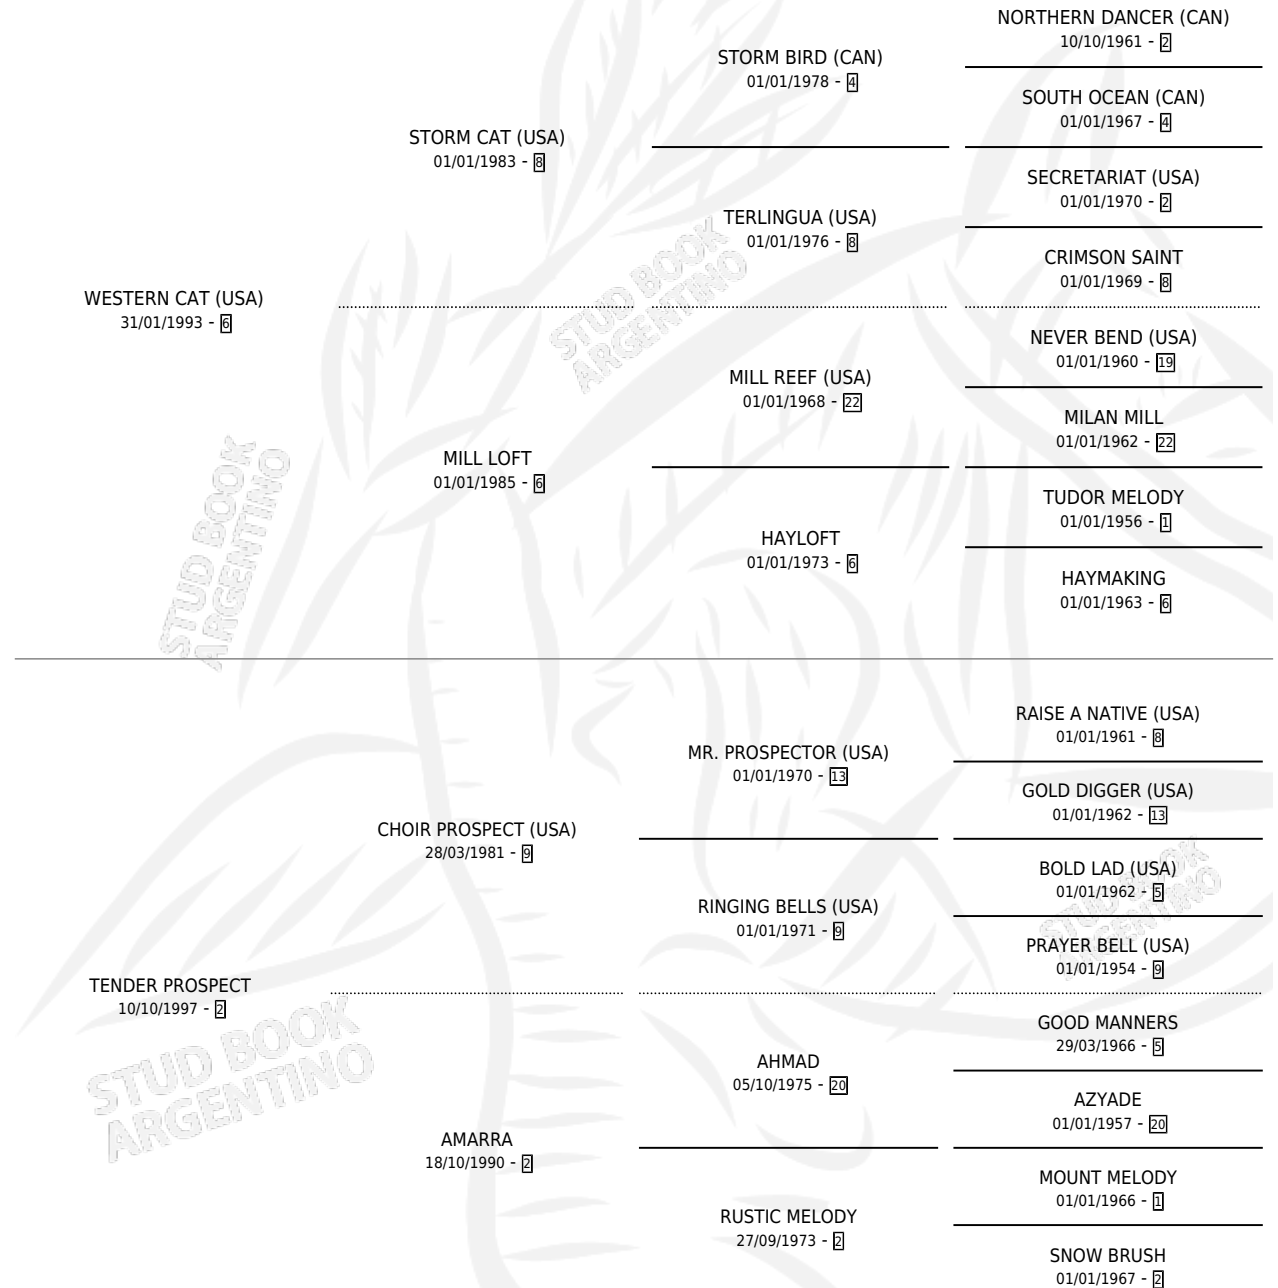 NORTHERN DANCER (CAN)
10/10/1961 - 2
STORM BIRD (CAN)
01/01/1978 - 4
SOUTH OCEAN (CAN)
01/01/1967 - 4
STORM CAT (USA)
01/01/1983 - 8
SECRETARIAT (USA)
01/01/1970 - 2
TERLINGUA (USA)
01/01/1976 - 8
CRIMSON SAINT
01/01/1969 - 8
WESTERN CAT (USA)
31/01/1993 - 6
NEVER BEND (USA)
01/01/1960 - 19
MILL REEF (USA)
01/01/1968 - 22
MILAN MILL
01/01/1962 - 22
MILL LOFT
01/01/1985 - 6
TUDOR MELODY
01/01/1956 - 1
HAYLOFT
01/01/1973 - 6
HAYMAKING
01/01/1963 - 6
RAISE A NATIVE (USA)
01/01/1961 - 8
MR. PROSPECTOR (USA)
01/01/1970 - 13
GOLD DIGGER (USA)
01/01/1962 - 13
CHOIR PROSPECT (USA)
28/03/1981 - 9
BOLD LAD (USA)
01/01/1962 - 5
RINGING BELLS (USA)
01/01/1971 - 9
PRAYER BELL (USA)
01/01/1954 - 9
TENDER PROSPECT
10/10/1997 - 2
GOOD MANNERS
29/03/1966 - 5
AHMAD
05/10/1975 - 20
AZYADE
01/01/1957 - 20
AMARRA
18/10/1990 - 2
MOUNT MELODY
01/01/1966 - 1
RUSTIC MELODY
27/09/1973 - 2
SNOW BRUSH
01/01/1967 - 2
STUD BOOK
ARGENTINO
STUD BOOK
ARGENTINO
STUD BOOK
ARGENTINO
STUD BOOK
ARGENTINO